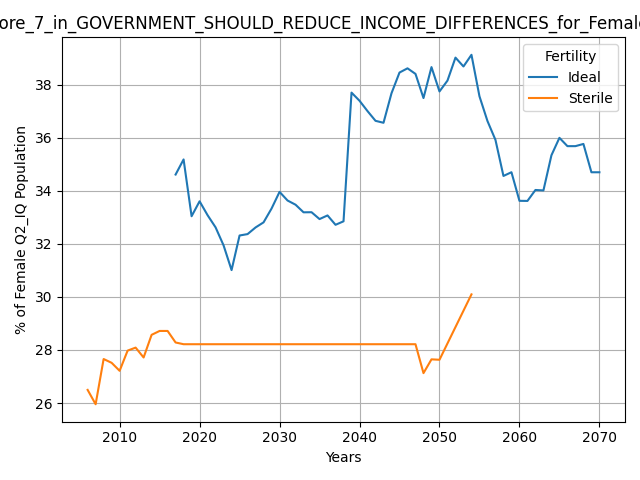 ore_7_in_GOVERNMENT_SHOULD_REDUCE_INCOME_DIFFERENCES_for_Female
Fertility
Ideal
Sterile
% of Female Q2_IQ Population
38
36
34
32
30
28
26
2010
2020
2030
2040
2050
2060
2070
Years